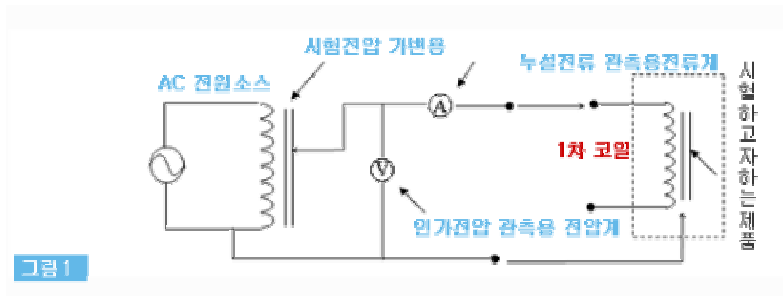 시험전압 가변용
AC 전원소스
누설전류 관측용전류계
A
1차 코일
V
인가전압 관측용 전압계
시험하고자하는제품
그림1